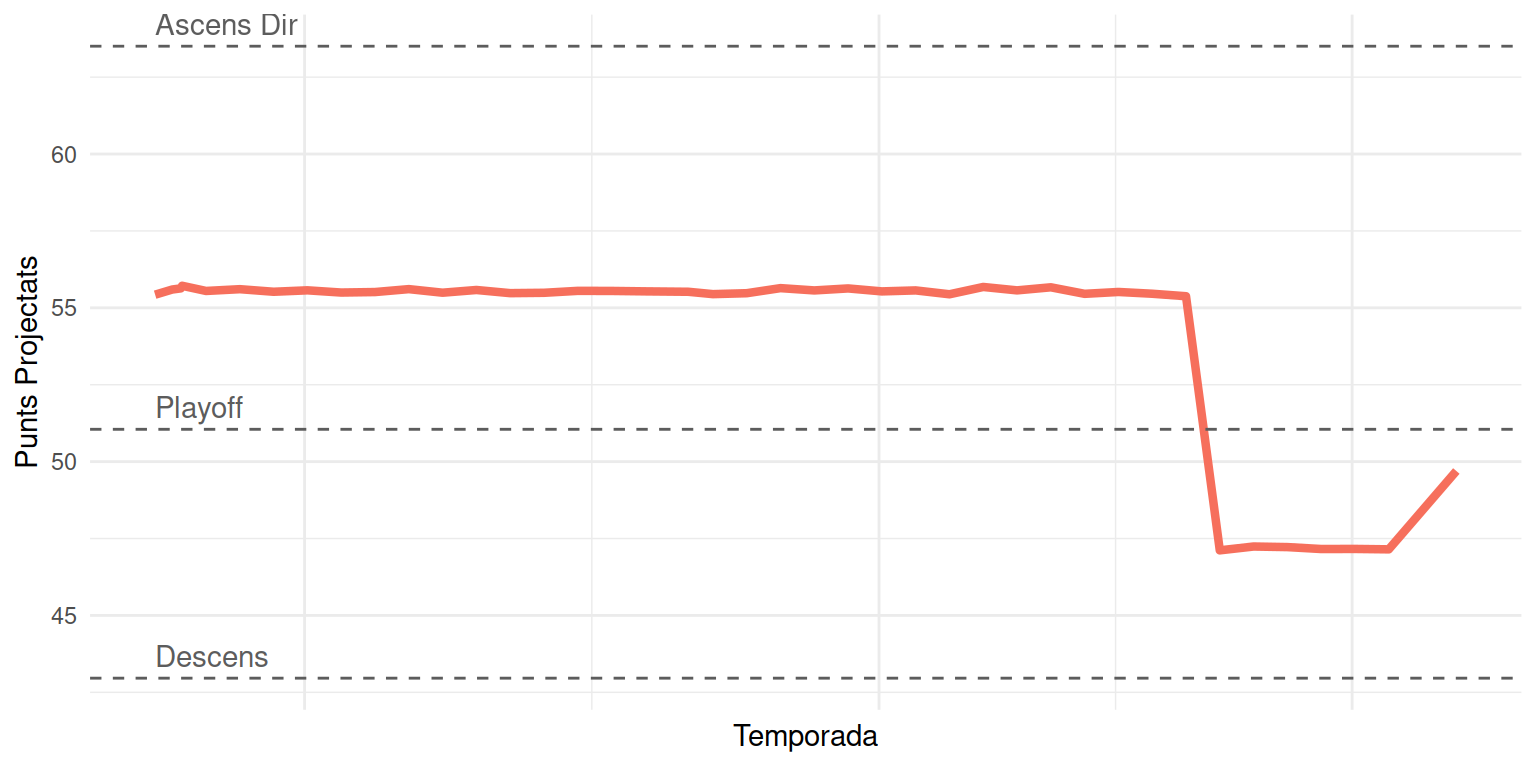 Ascens Dir
60
55
Playoff
50
45
Descens
Punts Projectats
Temporada